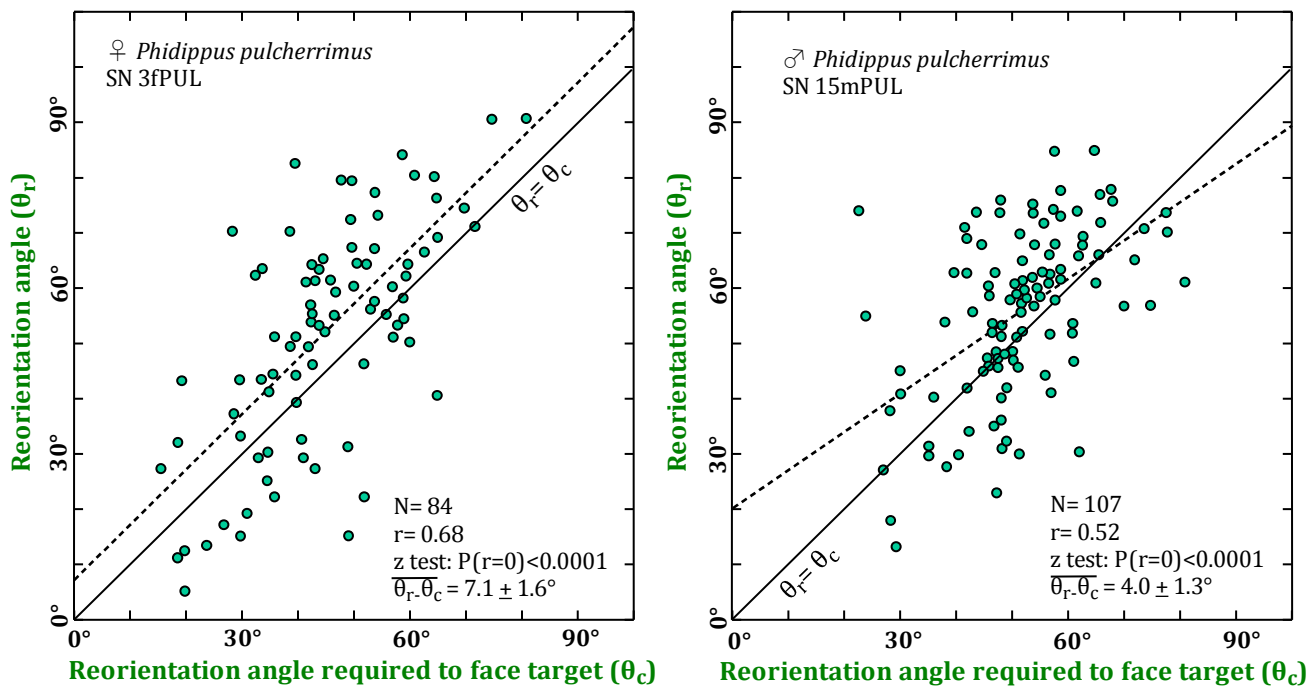 ♀ Phidippus pulcherrimus
SN 3fPUL
θr= θc
N= 84
r= 0.68
z test: P(r=0)<0.0001
θr-θc = 7.1 ± 1.6°
Reorientation angle (θr)
0°
30°
60°
90°
0°
30°
60°
90°
Reorientation angle required to face target (θc)
♂ Phidippus pulcherrimus
SN 15mPUL
θr= θc
N= 107
r= 0.52
z test: P(r=0)<0.0001
θr-θc = 4.0 ± 1.3°
Reorientation angle (θr)
0°
30°
60°
90°
0°
30°
60°
90°
Reorientation angle required to face target (θc)